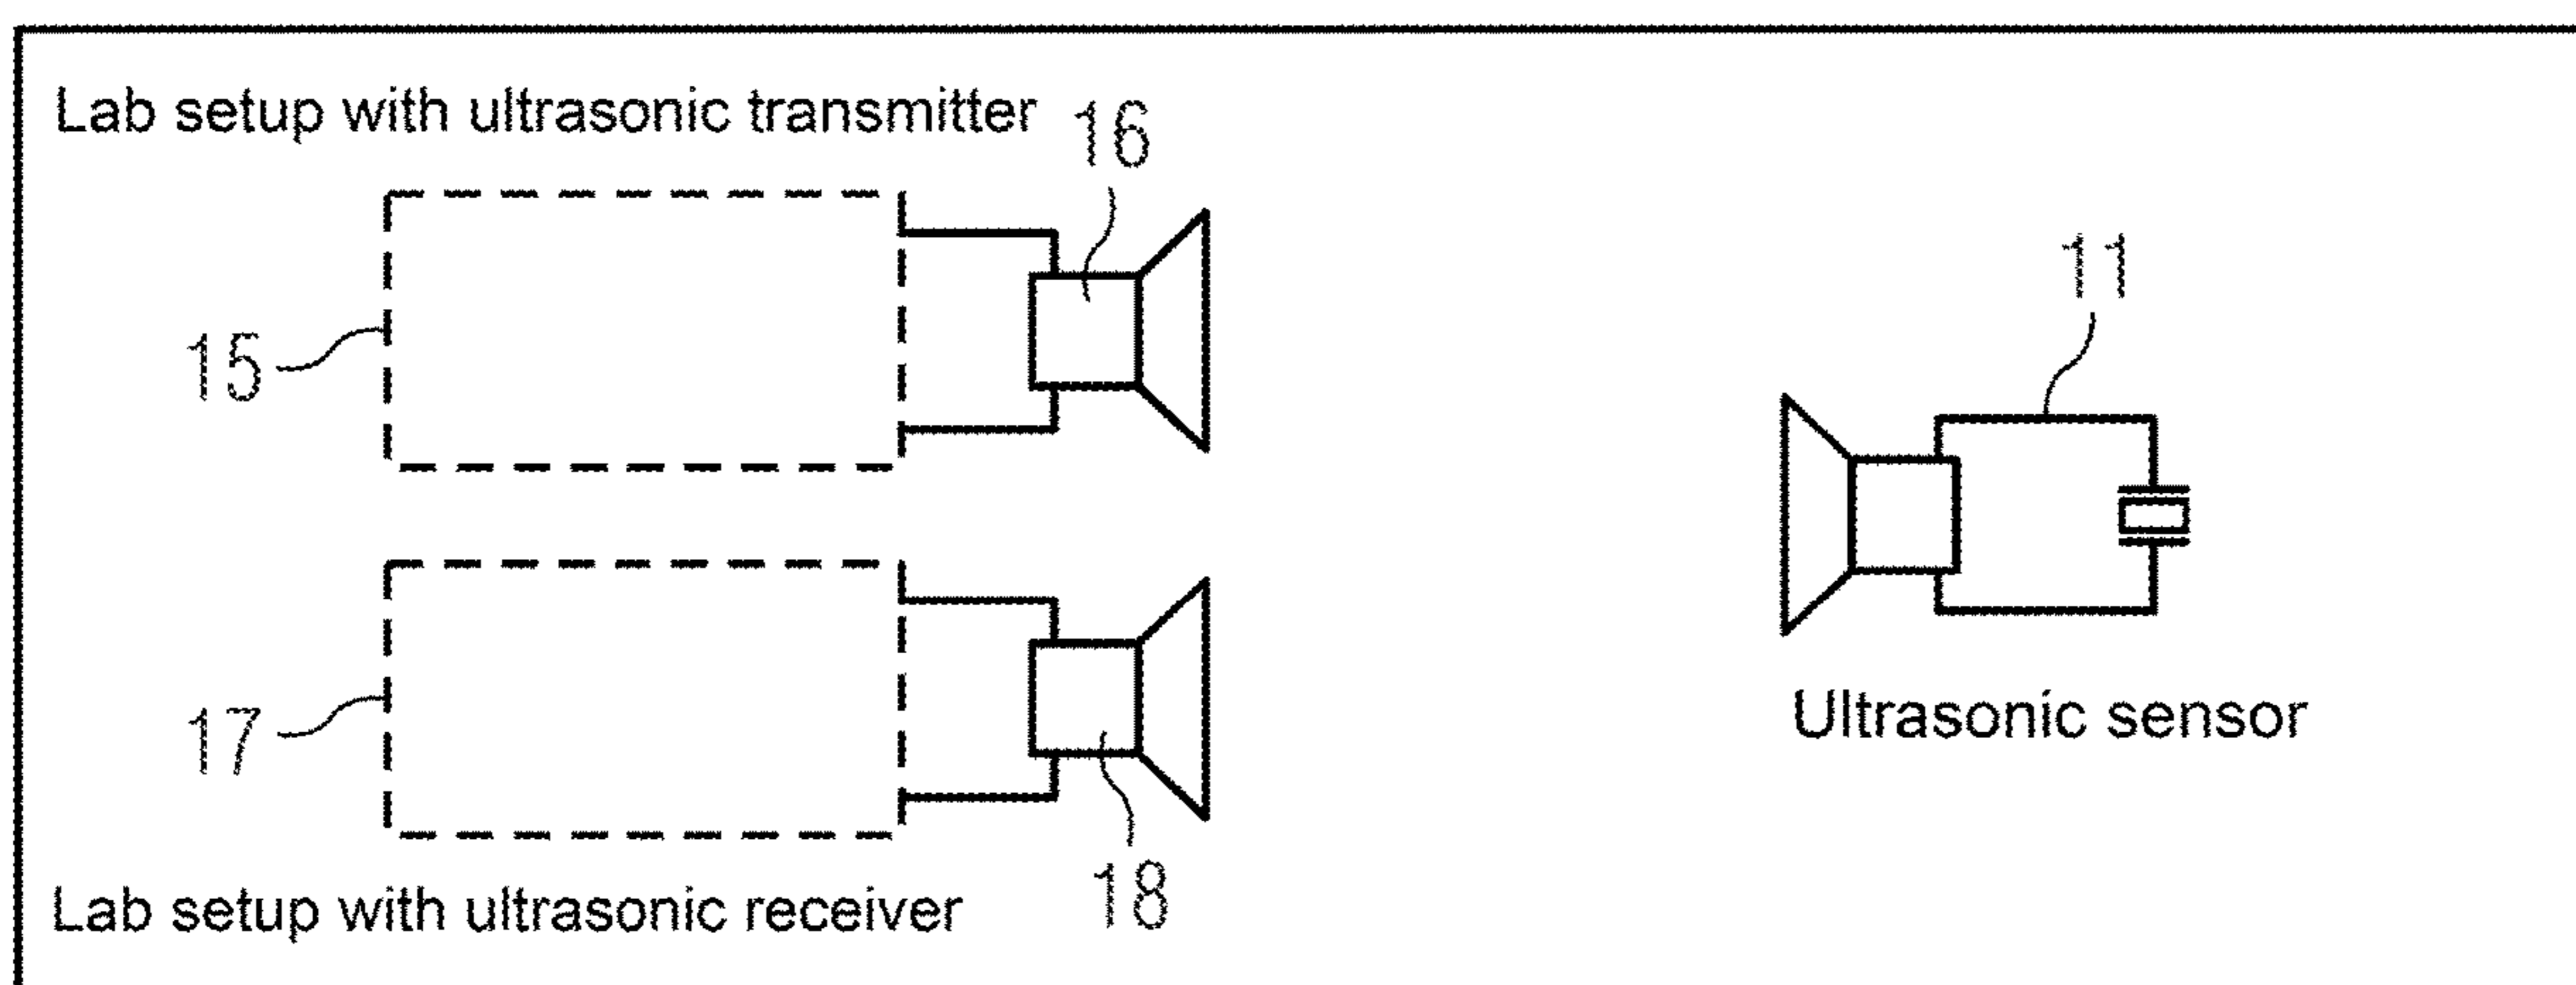 Lab setup with ultrasonic transmitter
16
11
15
Ultrasonic sensor
17
18
Lab setup with ultrasonic receiver